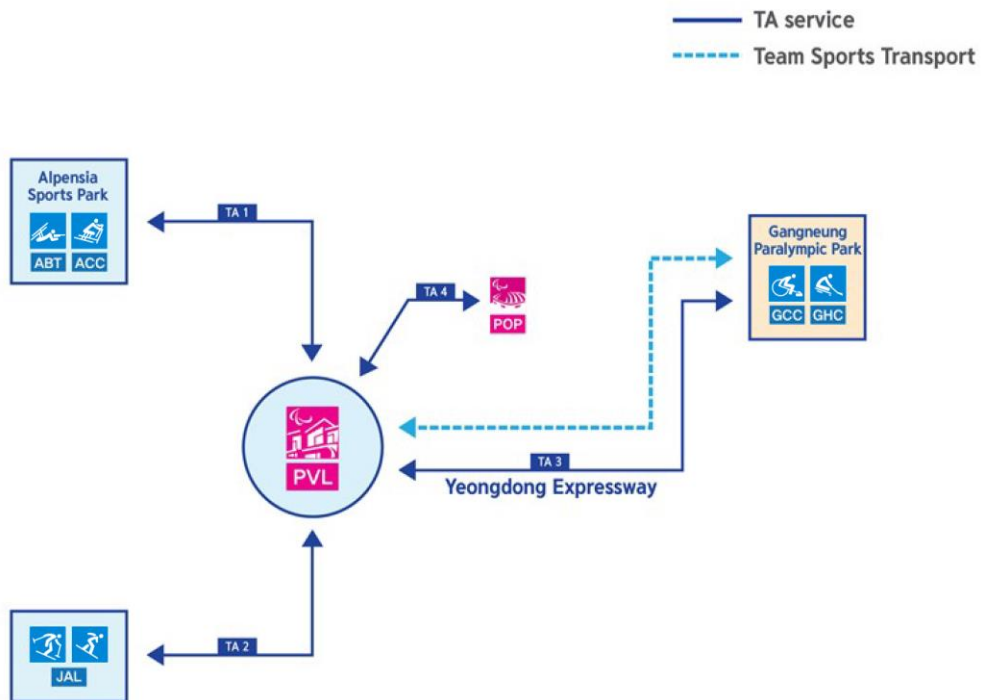 TA service
Team Sports Transport
Alpensia
Sports Park
ABT ACC
TA 1
Gangneung
Paralympic Park
GCC GHC
TA 4
POP
PVL
TA 3
Yeongdong Expressway
TA 2
JAL